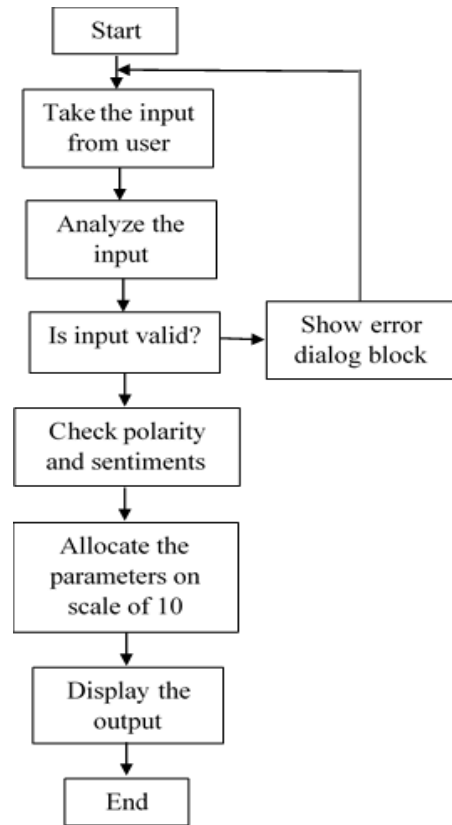 Start
Take the input
from user
Analyze the
input
Is input valid?
Show error
dialog block
Check polarity
and sentiments
Allocate the
parameters on
scale of 10
Display the
output
End